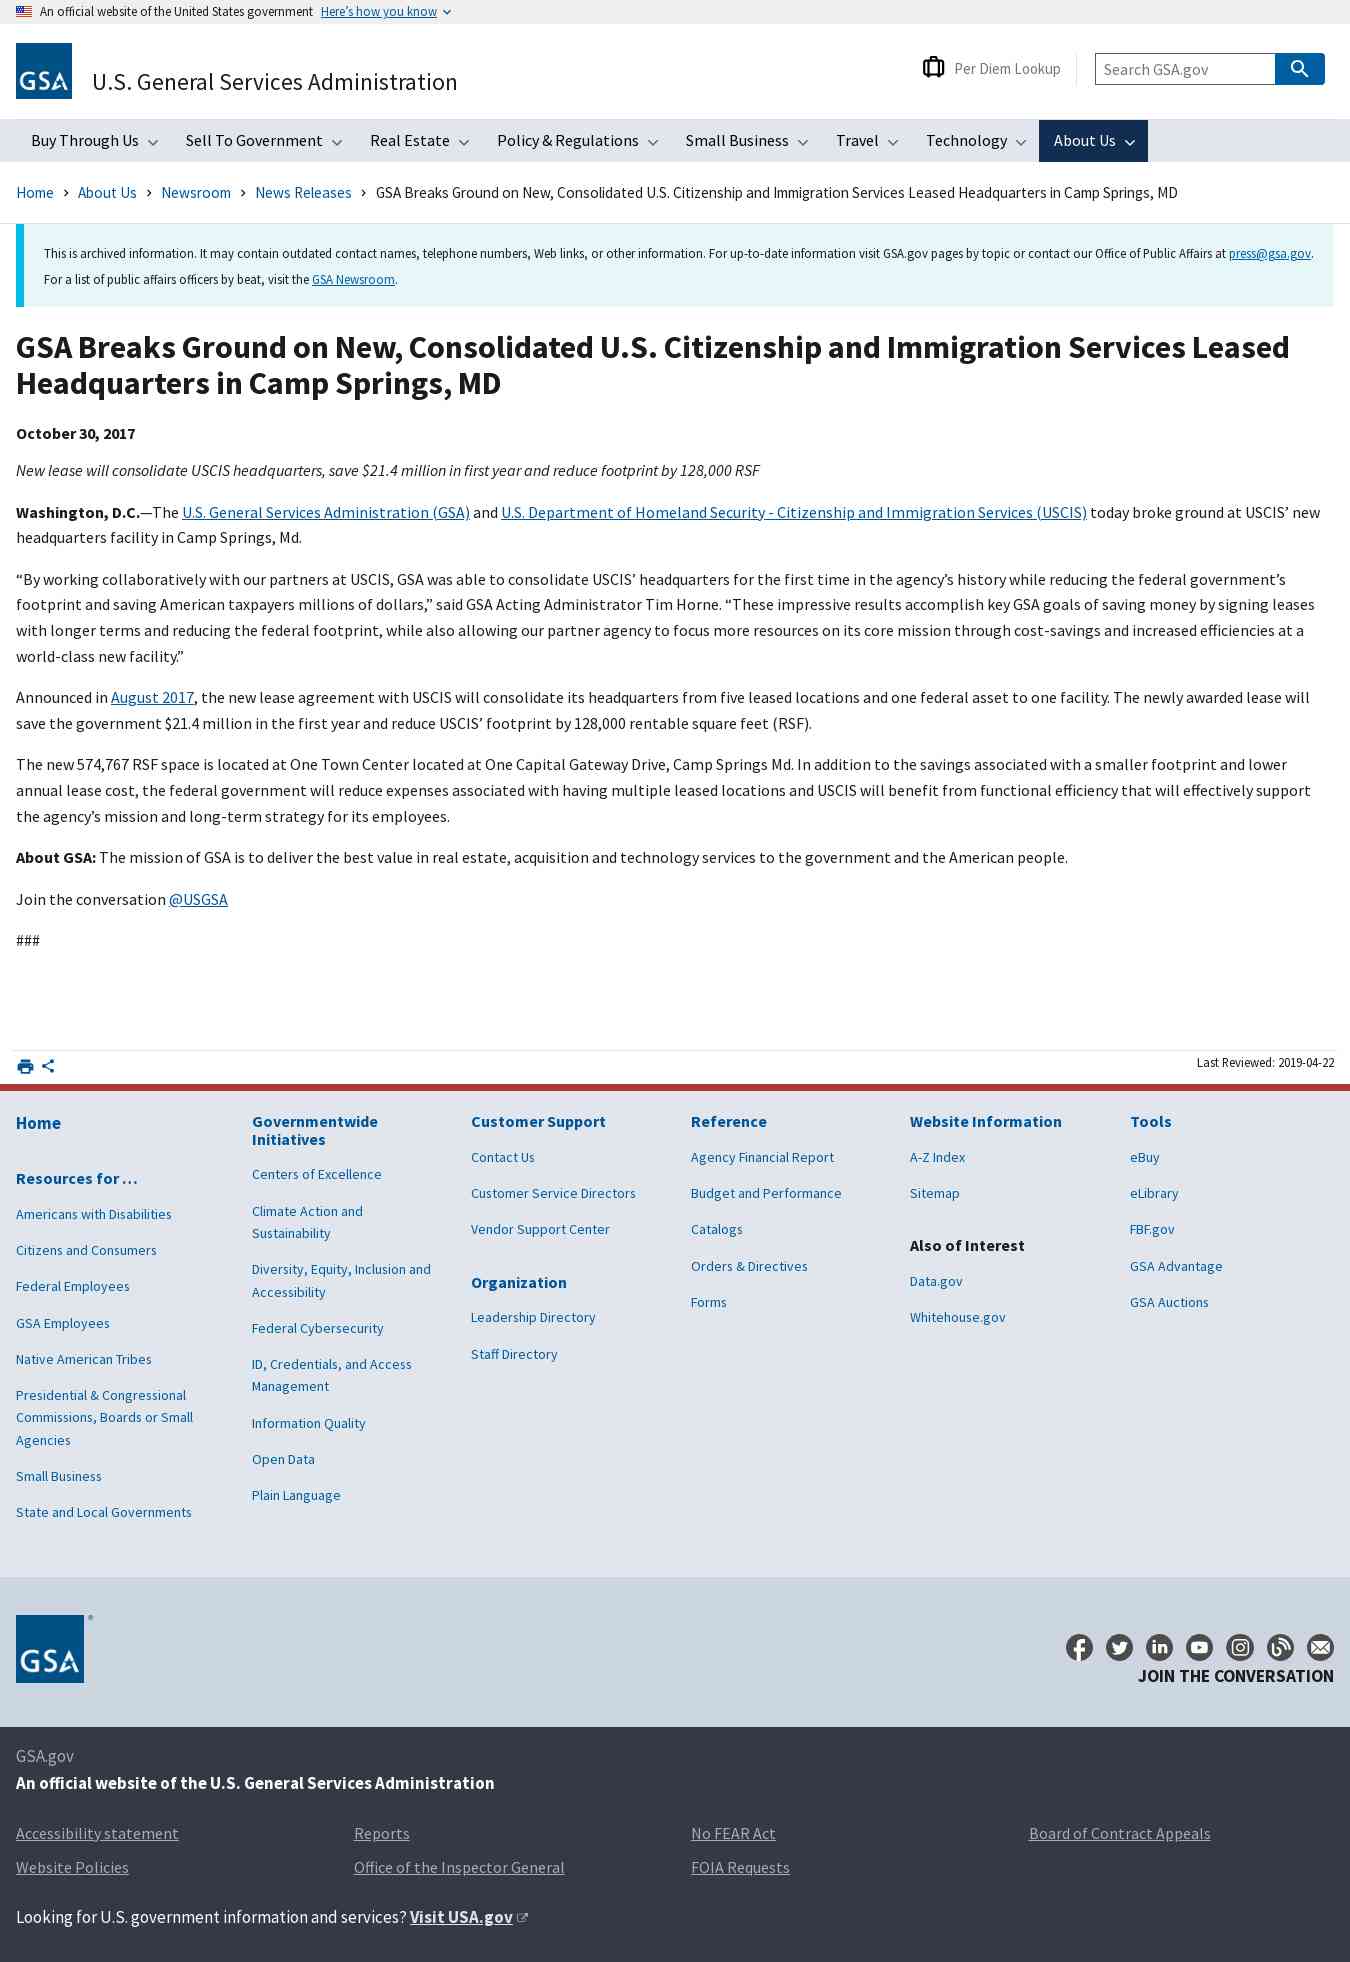 An official website of the United States government Here's how you know
GSA
U.S. General Services Administration
Per Diem Lookup
Search GSA.gov
Buy Through Us Sell To Government Real Estate Policy & Regulations Small Business Travel Technology About Us
Home › About Us › Newsroom › News Releases › GSA Breaks Ground on New, Consolidated U.S. Citizenship and Immigration Services Leased Headquarters in Camp Springs, MD
This is archived information. It may contain outdated contact names, telephone numbers, Web links, or other information. For up-to-date information visit GSA.gov pages by topic or contact our Office of Public Affairs at press@gsa.gov.
For a list of public affairs officers by beat, visit the GSA Newsroom.
GSA Breaks Ground on New, Consolidated U.S. Citizenship and Immigration Services Leased
Headquarters in Camp Springs, MD
October 30, 2017
New lease will consolidate USCIS headquarters, save $21.4 million in first year and reduce footprint by 128,000 RSF
Washington, D.C.—The U.S. General Services Administration (GSA) and U.S. Department of Homeland Security - Citizenship and Immigration Services (USCIS) today broke ground at USCIS’ new
headquarters facility in Camp Springs, Md.
“By working collaboratively with our partners at USCIS, GSA was able to consolidate USCIS’ headquarters for the first time in the agency’s history while reducing the federal government’s
footprint and saving American taxpayers millions of dollars,” said GSA Acting Administrator Tim Horne. “These impressive results accomplish key GSA goals of saving money by signing leases
with longer terms and reducing the federal footprint, while also allowing our partner agency to focus more resources on its core mission through cost-savings and increased efficiencies at a
world-class new facility.”
Announced in August 2017, the new lease agreement with USCIS will consolidate its headquarters from five leased locations and one federal asset to one facility. The newly awarded lease will
save the government $21.4 million in the first year and reduce USCIS’ footprint by 128,000 rentable square feet (RSF).
The new 574,767 RSF space is located at One Town Center located at One Capital Gateway Drive, Camp Springs Md. In addition to the savings associated with a smaller footprint and lower
annual lease cost, the federal government will reduce expenses associated with having multiple leased locations and USCIS will benefit from functional efficiency that will effectively support
the agency’s mission and long-term strategy for its employees.
About GSA: The mission of GSA is to deliver the best value in real estate, acquisition and technology services to the government and the American people.
Join the conversation @USGSA
###
Last Reviewed: 2019-04-22
Home
Resources for …
Americans with Disabilities
Citizens and Consumers
Federal Employees
GSA Employees
Native American Tribes
Presidential & Congressional
Commissions, Boards or Small
Agencies
Small Business
State and Local Governments
Governmentwide
Initiatives
Centers of Excellence
Climate Action and
Sustainability
Diversity, Equity, Inclusion and
Accessibility
Federal Cybersecurity
ID, Credentials, and Access
Management
Information Quality
Open Data
Plain Language
Customer Support
Contact Us
Customer Service Directors
Vendor Support Center
Organization
Leadership Directory
Staff Directory
Reference
Agency Financial Report
Budget and Performance
Catalogs
Orders & Directives
Forms
Website Information
A-Z Index
Sitemap
Also of Interest
Data.gov
Whitehouse.gov
Tools
eBuy
eLibrary
FBF.gov
GSA Advantage
GSA Auctions
GSA ®
JOIN THE CONVERSATION
GSA.gov
An official website of the U.S. General Services Administration
Accessibility statement Reports No FEAR Act Board of Contract Appeals
Website Policies Office of the Inspector General FOIA Requests
Looking for U.S. government information and services? Visit USA.gov